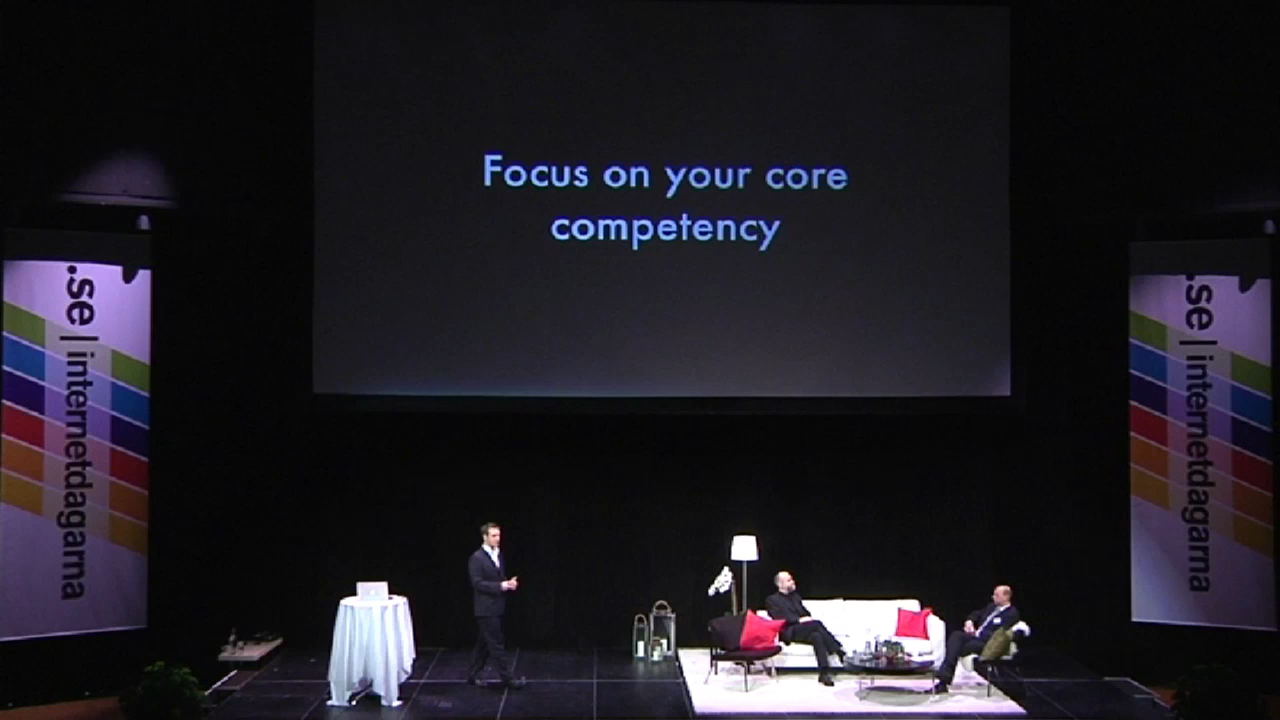 Focus on your core
competency
.se | internetdagarna
.se | internetdagarna